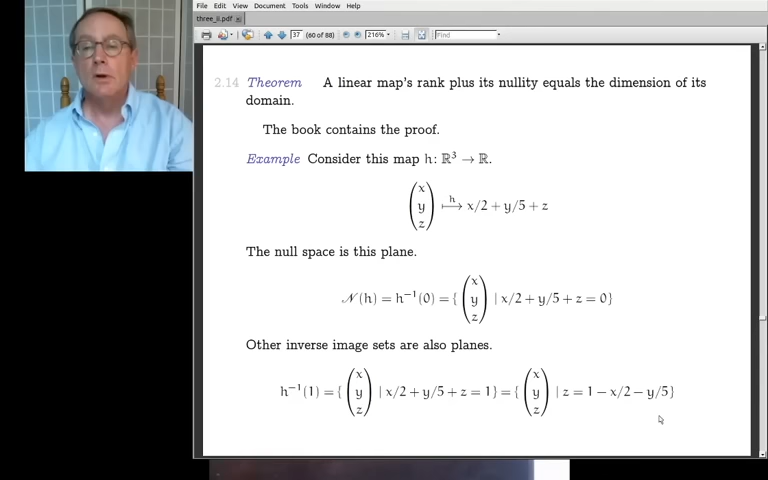 File Edit View Document Tools Window Help
three_ii.pdf
37 (60 of 88) 216% Find
2.14 Theorem A linear map's rank plus its nullity equals the dimension of its
domain.
The book contains the proof.
Example Consider this map h: ℝ³ → ℝ.
(x y z) ⟼h x/2 + y/5 + z
The null space is this plane.
𝒩(h) = h⁻¹(0) = { (x y z) | x/2 + y/5 + z = 0}
Other inverse image sets are also planes.
h⁻¹(1) = { (x y z) | x/2 + y/5 + z = 1} = { (x y z) | z = 1 − x/2 − y/5}